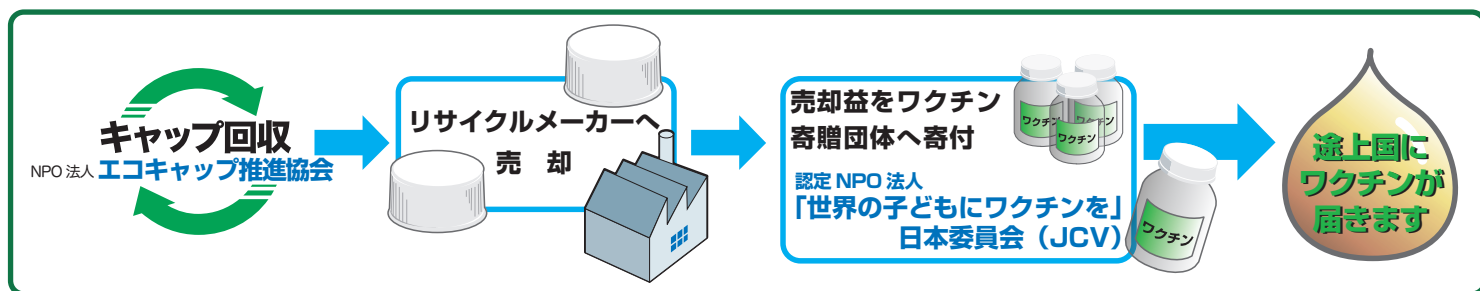 キャップ回収
NPO 法人 エコキャップ推進協会
リサイクルメーカーへ
売　却
売却益をワクチン
寄贈団体へ寄付
認定 NPO 法人
「世界の子どもにワクチンを」
日本委員会（JCV）
ワクチン
ワクチン
ワクチン
ワクチン
途上国に
ワクチンが
届きます